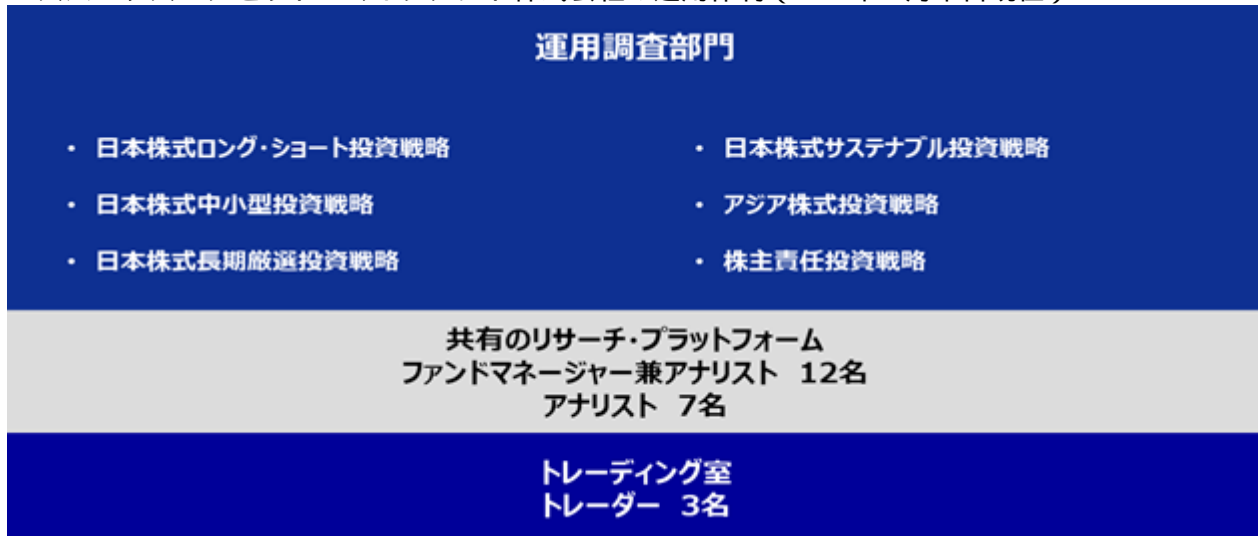 運用調査部門
・ 日本株式ロング・ショート投資戦略
・ 日本株式サステナブル投資戦略
・ 日本株式中小型投資戦略
・ アジア株式投資戦略
・ 日本株式長期厳選投資戦略
・ 株主責任投資戦略
共有のリサーチ・プラットフォーム
ファンドマネージャー兼アナリスト 12名
アナリスト 7名
トレーディング室
トレーダー 3名